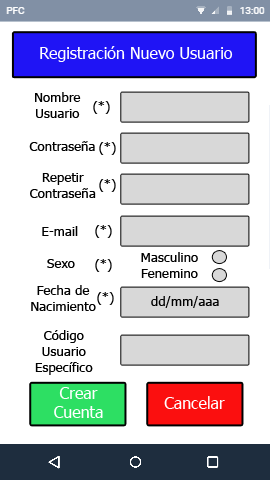 PFC 13:00
Registración Nuevo Usuario
Nombre
Usuario (*)
Contraseña (*)
Repetir
Contraseña (*)
E-mail (*)
Sexo (*) Masculino
Fenemino
Fecha de
Nacimiento (*) dd/mm/aaa
Código
Usuario
Específico
Crear
Cuenta
Cancelar